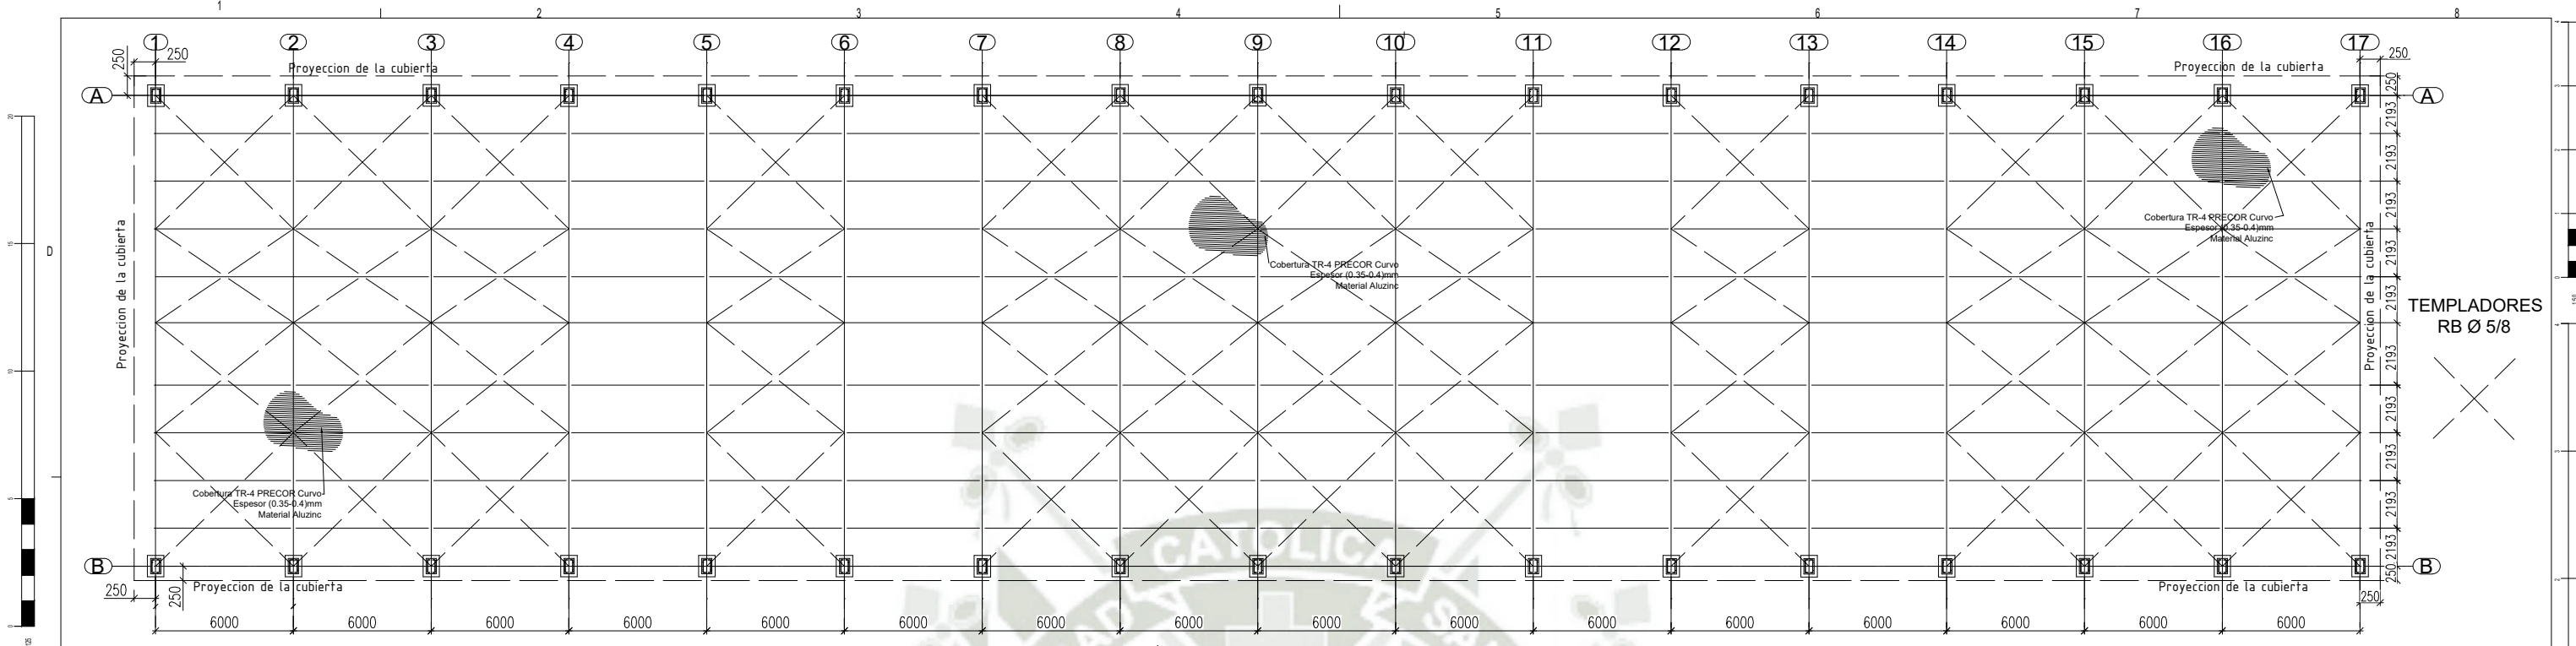 1 2 3 4 5 6 7 8
1 2 3 4 5 6 7 8 9 10 11 12 13 14 15 16 17
250 250
250
Proyeccion de la cubierta
Proyeccion de la cubierta
250
A
A
250
2193
2193
2193
2193
2193
2193
2193
2193
2193
2193
250
D
Proyeccion de la cubierta
Proyeccion de la cubierta
Cobertura TR-4 PRECOR Curvo
Espesor (0.35-0.4)mm
Material Aluzinc
Cobertura TR-4 PRECOR Curvo
Espesor (0.35-0.4)mm
Material Aluzinc
Cobertura TR-4 PRECOR Curvo
Espesor (0.35-0.4)mm
Material Aluzinc
TEMPLADORES
RB Ø 5/8
B
B
Proyeccion de la cubierta
Proyeccion de la cubierta
250
250
250
6000 6000 6000 6000 6000 6000 6000 6000 6000 6000 6000 6000 6000 6000 6000 6000
CATOLICA